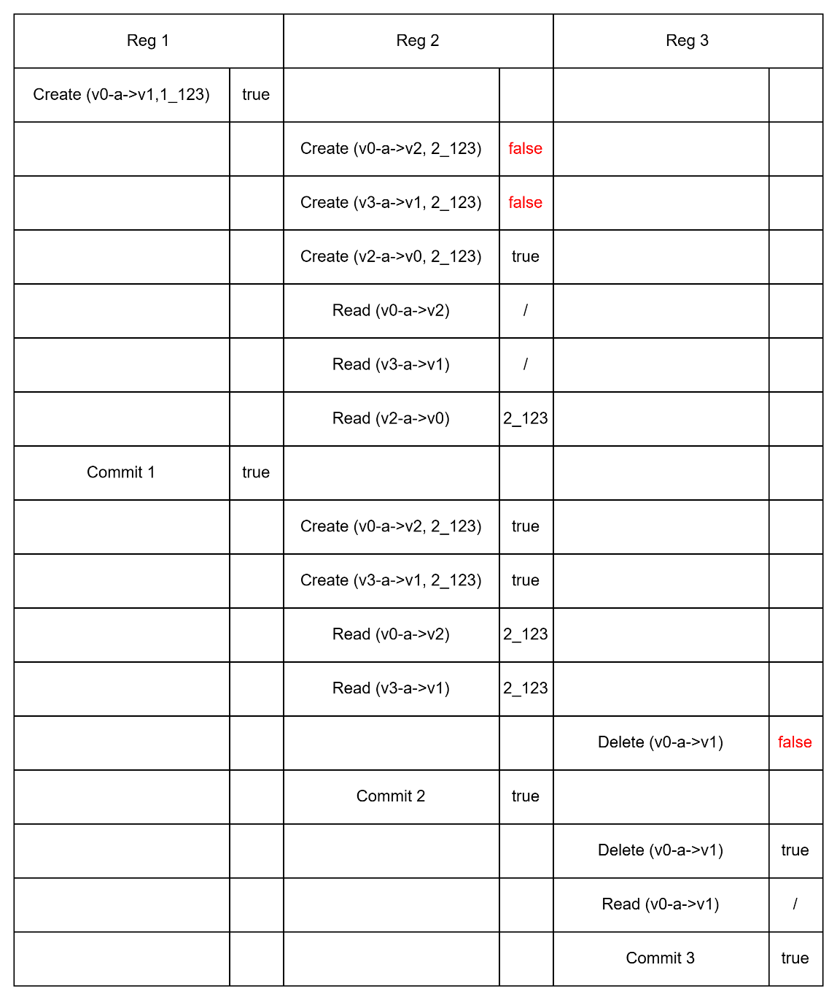 Reg 1 Reg 2 Reg 3
Create (v0-a->v1,1_123) true
Create (v0-a->v2, 2_123) false
Create (v3-a->v1, 2_123) false
Create (v2-a->v0, 2_123) true
Read (v0-a->v2) /
Read (v3-a->v1) /
Read (v2-a->v0) 2_123
Commit 1 true
Create (v0-a->v2, 2_123) true
Create (v3-a->v1, 2_123) true
Read (v0-a->v2) 2_123
Read (v3-a->v1) 2_123
Delete (v0-a->v1) false
Commit 2 true
Delete (v0-a->v1) true
Read (v0-a->v1) /
Commit 3 true